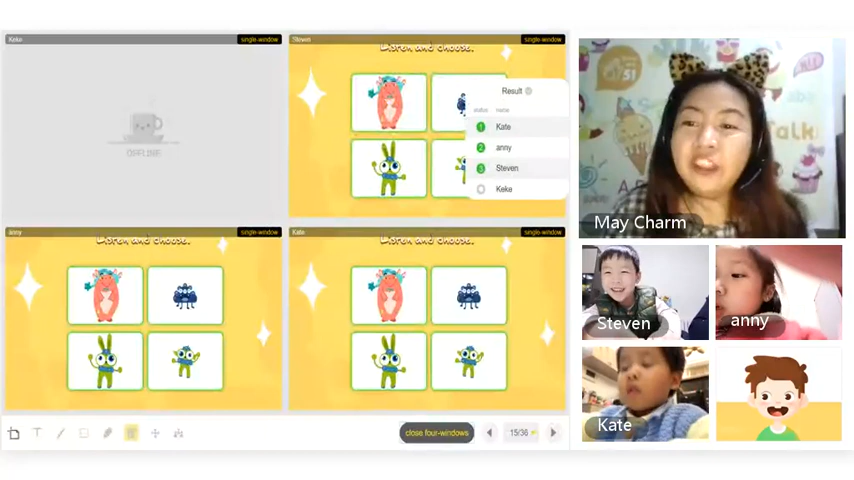 Keke
single-window
Steven
single-window
Listen and choose.
OFFLINE
Result
status name
1 Kate
2 anny
3 Steven
Keke
anny
single-window
Listen and choose.
Kate
single-window
Listen and choose.
T
close four-windows
15/36
51
Talk
May Charm
Steven
anny
Kate